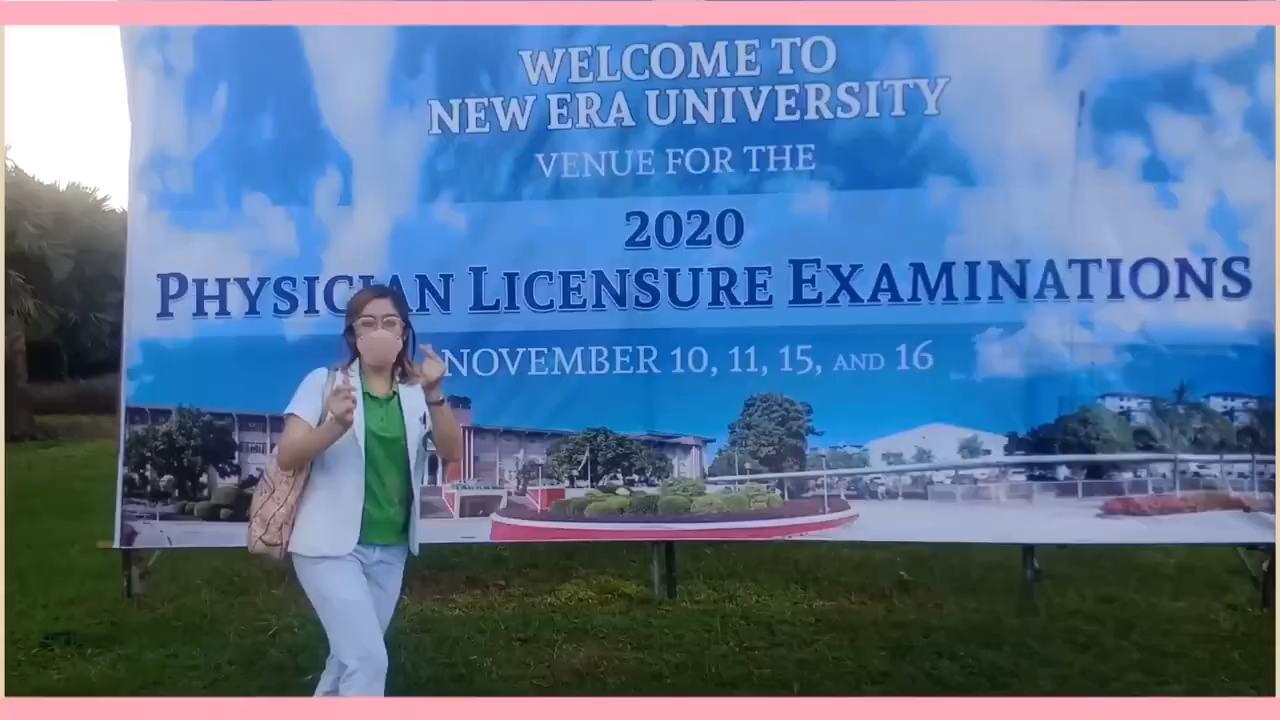 WELCOME TO
NEW ERA UNIVERSITY
VENUE FOR THE
2020
PHYSICIAN LICENSURE EXAMINATIONS
NOVEMBER 10, 11, 15, AND 16